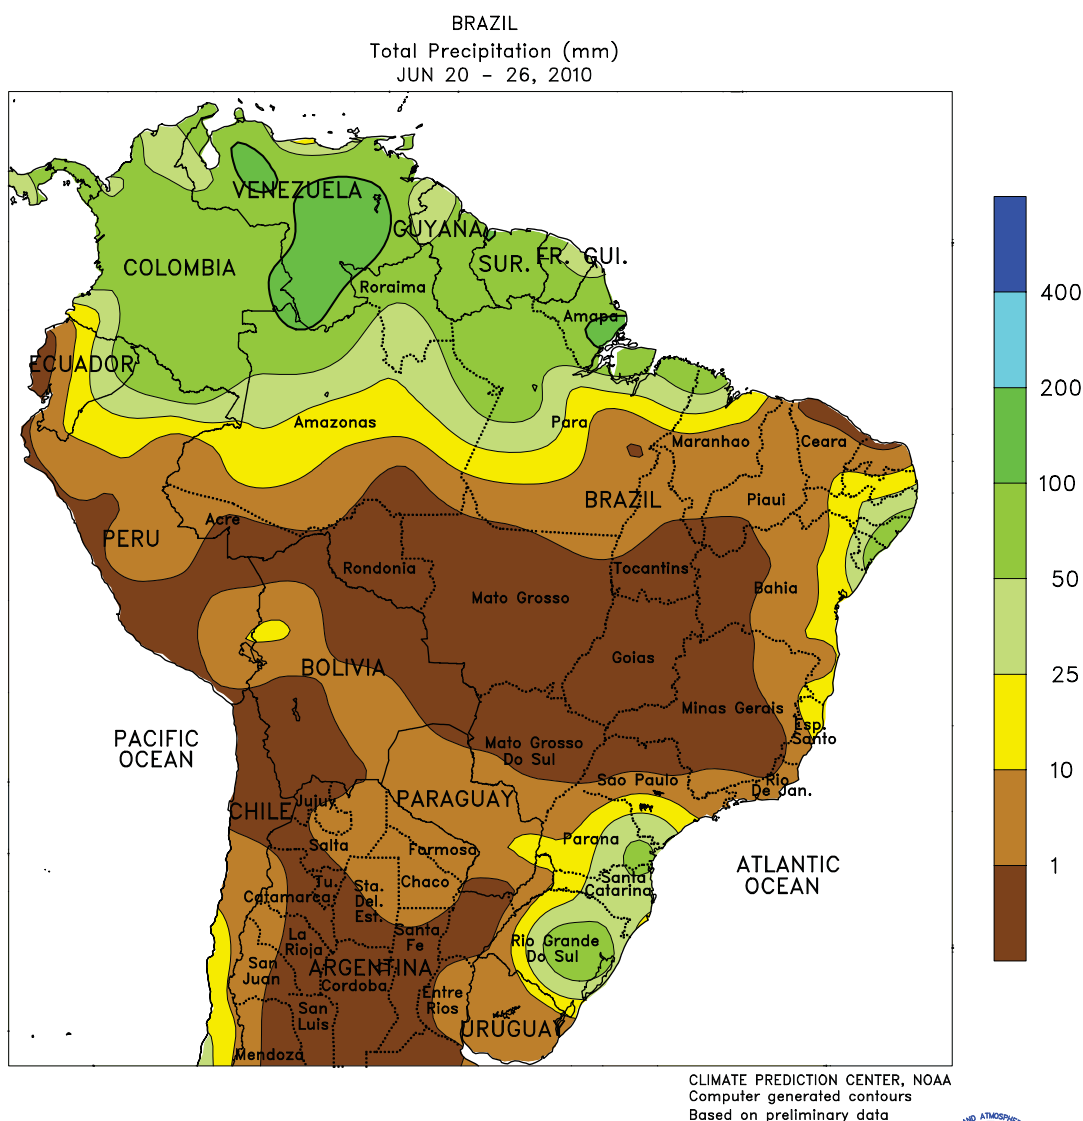 BRAZIL
Total Precipitation (mm)
JUN 20 - 26, 2010
VENEZUELA
GUYANA
COLOMBIA
SUR.
FR. GUI.
Roraima
Amapa
ECUADOR
Amazonas
Para
Maranhao
Ceara
BRAZIL
Piaui
PERU
Acre
Rondonia
Mato Grosso
Tocantins
Bahia
BOLIVIA
Goias
Minas Gerais
Esp.
Santo
PACIFIC
OCEAN
Mato Grosso
Do Sul
Sao Paulo
Rio
De Jan.
CHILE
Jujuy
PARAGUAY
Salta
Formosa
Parana
ATLANTIC
OCEAN
Tu.
Catamarca
Sta.
Del.
Est.
Chaco
Santa
Catarina
La
Rioja
Santa
Fe
Rio Grande
Do Sul
San
Juan
ARGENTINA
Cordoba
Entre
Rios
San
Luis
URUGUAY
Mendoza
400
200
100
50
25
10
1
CLIMATE PREDICTION CENTER, NOAA
Computer generated contours
Based on preliminary data
AND ATMOSPHE